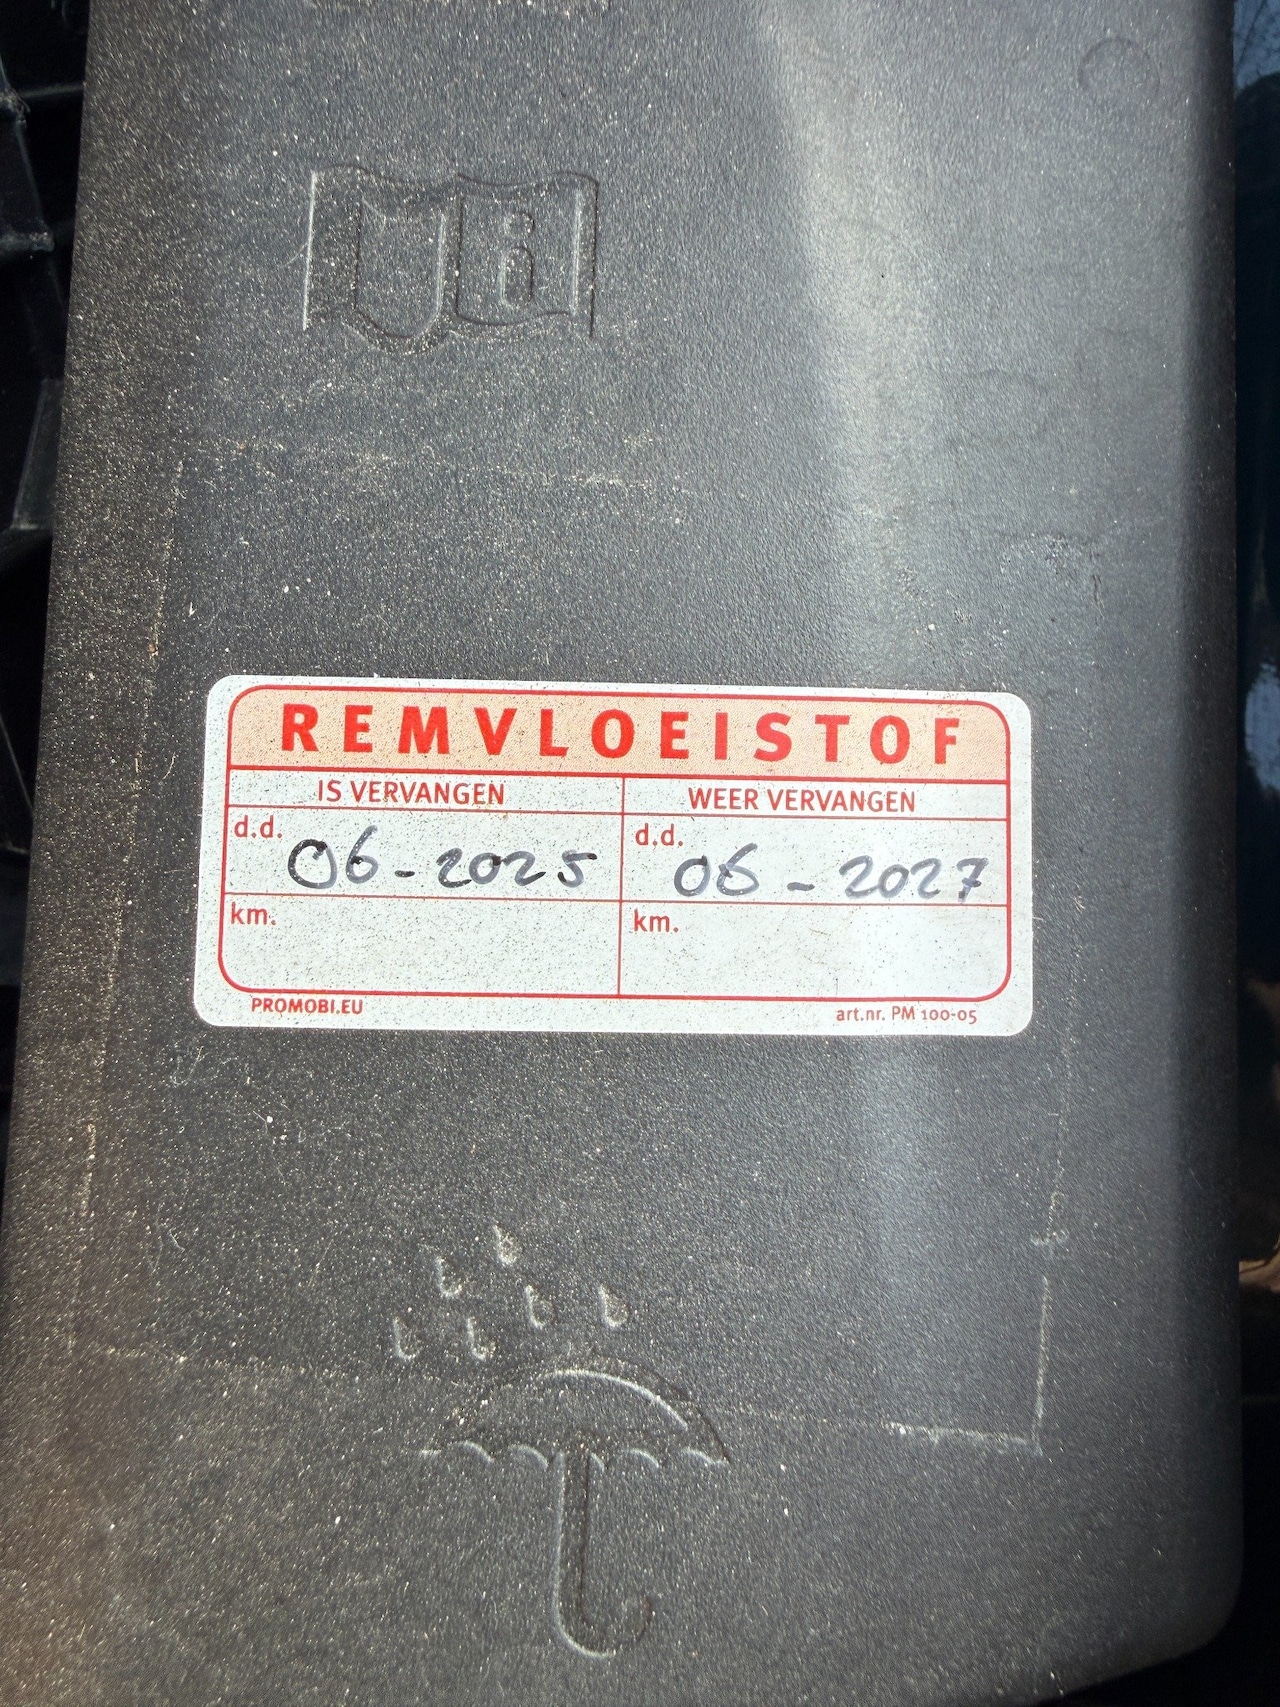 REMVLOEISTOF
IS VERVANGEN
WEER VERVANGEN
d.d. 06-2025
d.d. 06-2027
km.
km.
PROMOBI.EU
art.nr. PM 100-05